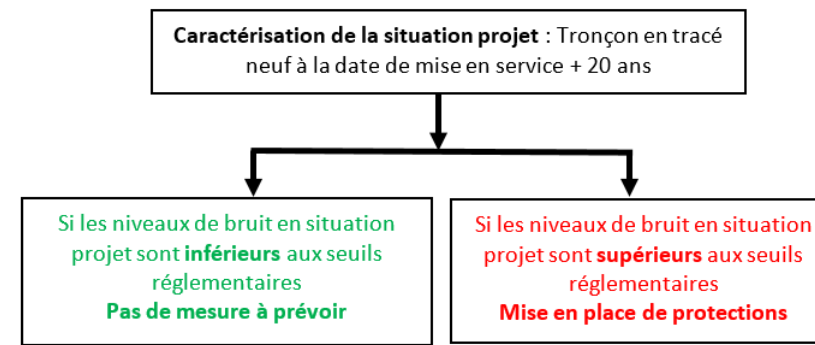 Caractérisation de la situation projet : Tronçon en tracé
neuf à la date de mise en service + 20 ans
Si les niveaux de bruit en situation
projet sont inférieurs aux seuils
réglementaires
Pas de mesure à prévoir
Si les niveaux de bruit en situation
projet sont supérieurs aux seuils
réglementaires
Mise en place de protections